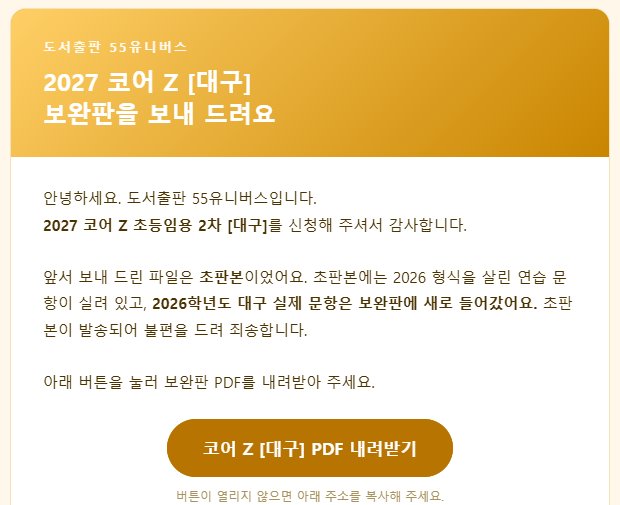 도서출판 55유니버스
2027 코어 Z [대구]
보완판을 보내 드려요
안녕하세요. 도서출판 55유니버스입니다.
2027 코어 Z 초등임용 2차 [대구]를 신청해 주셔서 감사합니다.
앞서 보내 드린 파일은 초판본이었어요. 초판본에는 2026 형식을 살린 연습 문
항이 실려 있고, 2026학년도 대구 실제 문항은 보완판에 새로 들어갔어요. 초판
본이 발송되어 불편을 드려 죄송합니다.
아래 버튼을 눌러 보완판 PDF를 내려받아 주세요.
코어 Z [대구] PDF 내려받기
버튼이 열리지 않으면 아래 주소를 복사해 주세요.